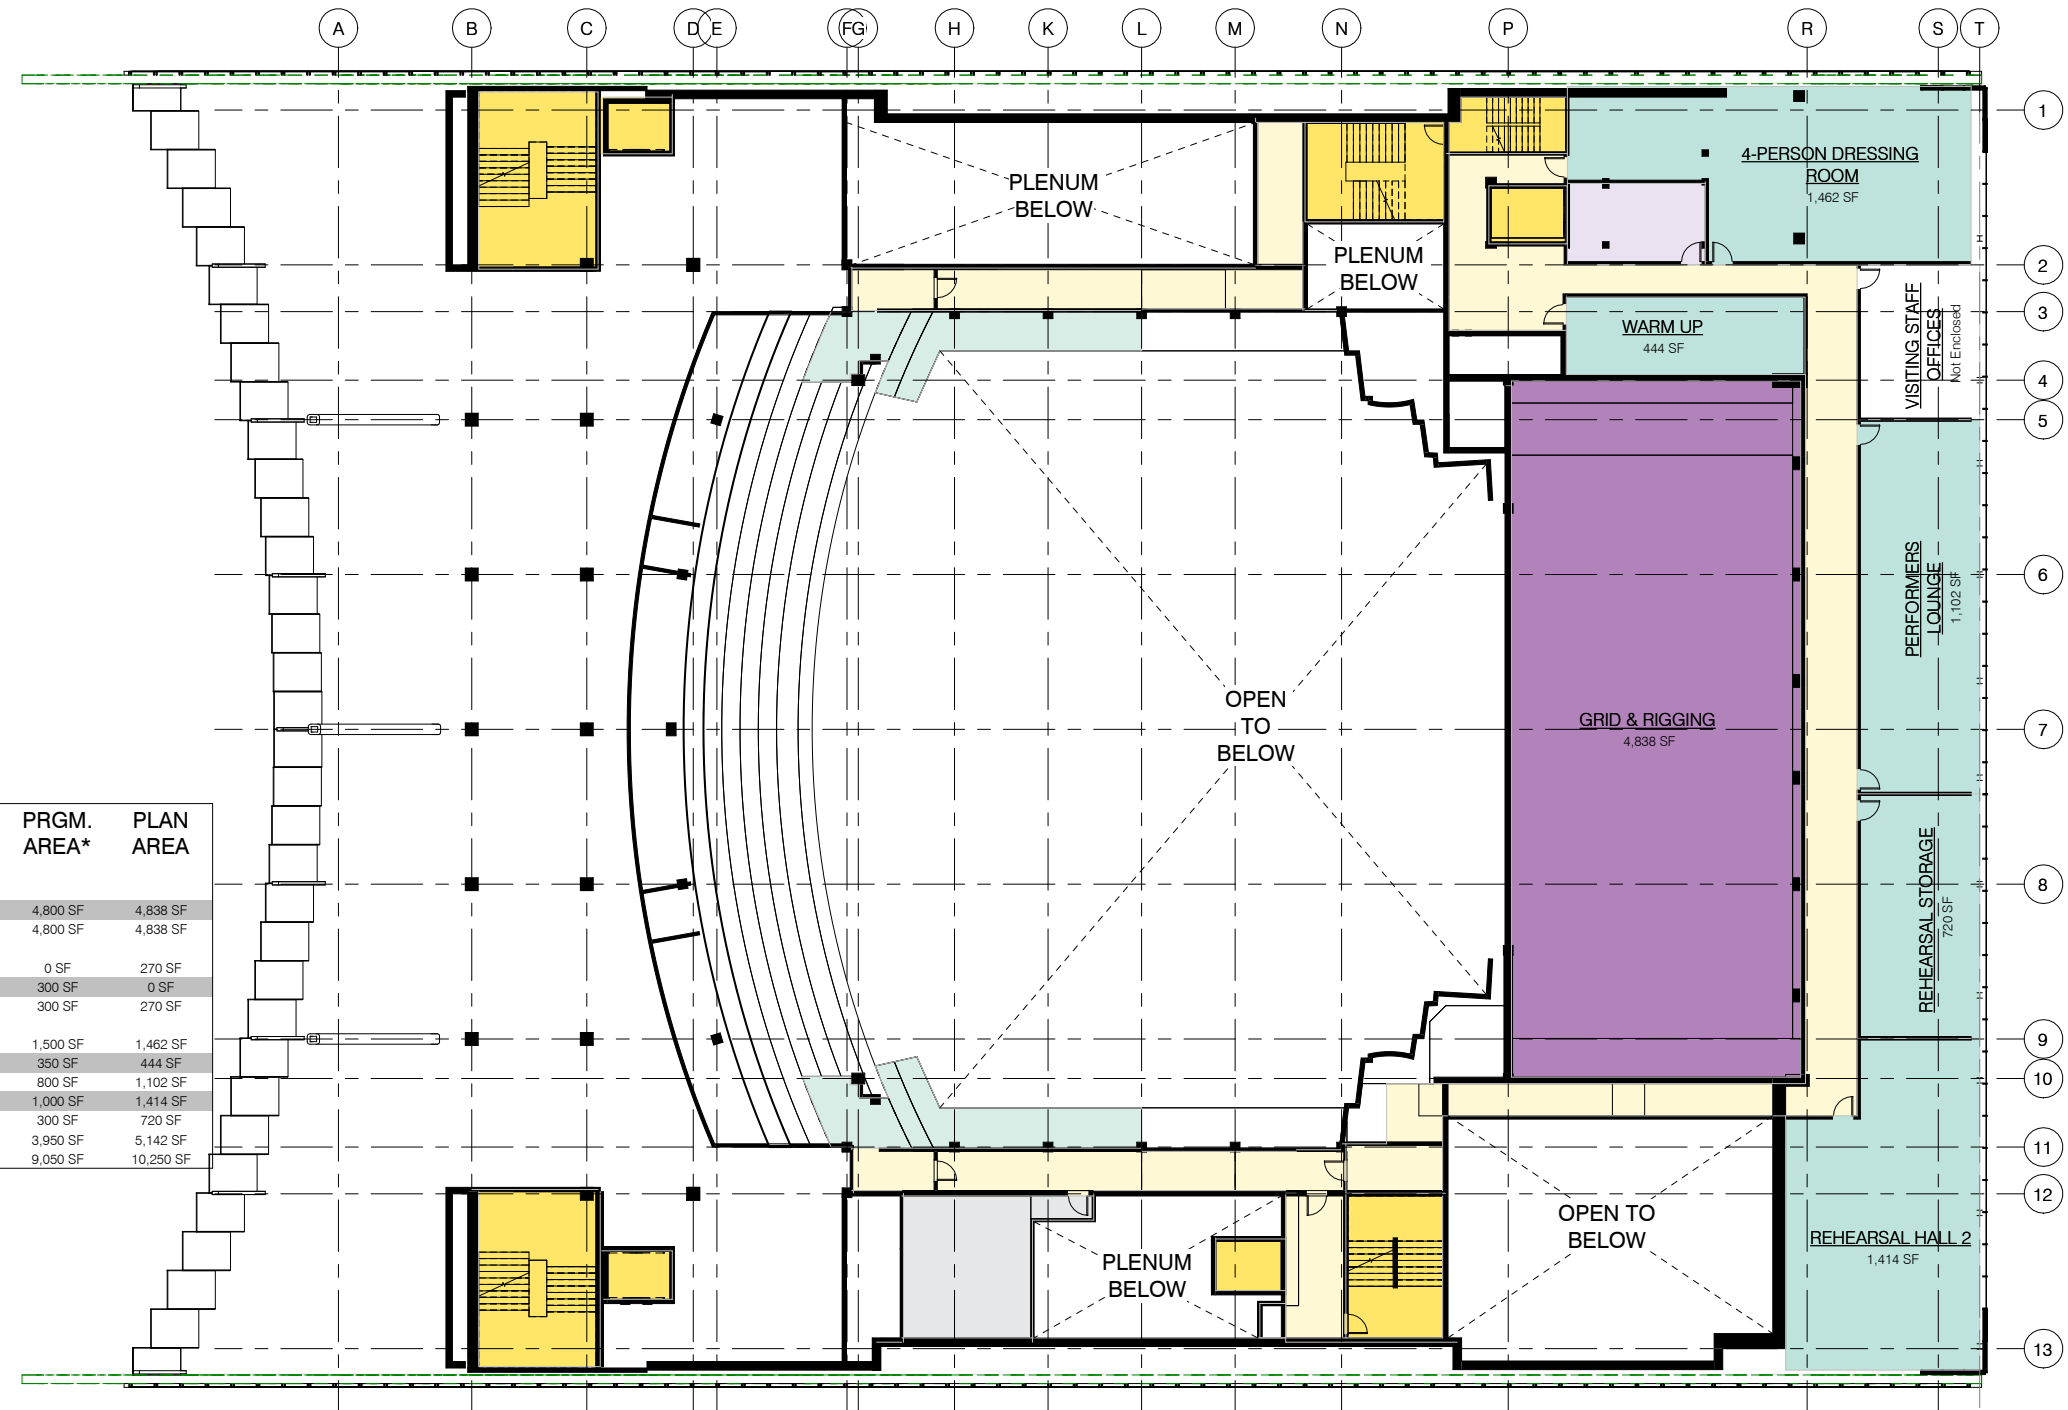 A
B
C
D
E
F
G
H
K
L
M
N
P
R
S
T
1
2
3
4
5
6
7
8
9
10
11
12
13
PLENUM
BELOW
PLENUM
BELOW
4-PERSON DRESSING
ROOM
1,462 SF
WARM UP
444 SF
VISITING STAFF
OFFICES
Not Enclosed
PERFORMERS
LOUNGE
1,102 SF
OPEN
TO
BELOW
GRID & RIGGING
4,838 SF
REHEARSAL STORAGE
720 SF
PRGM. AREA* PLAN AREA
4,800 SF 4,838 SF
4,800 SF 4,838 SF
0 SF 270 SF
300 SF 0 SF
300 SF 270 SF
1,500 SF 1,462 SF
350 SF 444 SF
800 SF 1,102 SF
1,000 SF 1,414 SF
300 SF 720 SF
3,950 SF 5,142 SF
9,050 SF 10,250 SF
PLENUM
BELOW
OPEN TO
BELOW
REHEARSAL HALL 2
1,414 SF